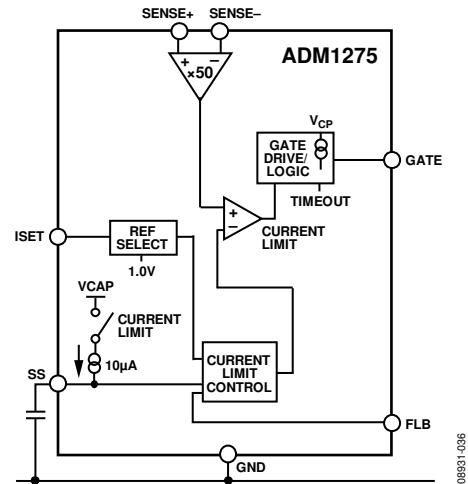 SENSE+ SENSE–
ADM1275
+ –
×50
VCP
GATE
DRIVE/
LOGIC
GATE
TIMEOUT
+
–
CURRENT
LIMIT
ISET
REF
SELECT
1.0V
VCAP
CURRENT
LIMIT
10µA
SS
CURRENT
LIMIT
CONTROL
FLB
GND
08931-036